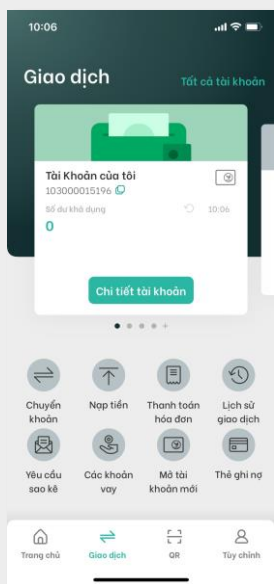 10:06
Giao dịch
Tất cả tài khoản
Tài Khoản của tôi
103000015196
Số dư khả dụng
10:06
0
Chi tiết tài khoản
Chuyển khoản
Nạp tiền
Thanh toán hóa đơn
Lịch sử giao dịch
Yêu cầu sao kê
Các khoản vay
Mở tài khoản mới
Thẻ ghi nợ
Trang chủ
Giao dịch
QR
Tùy chỉnh